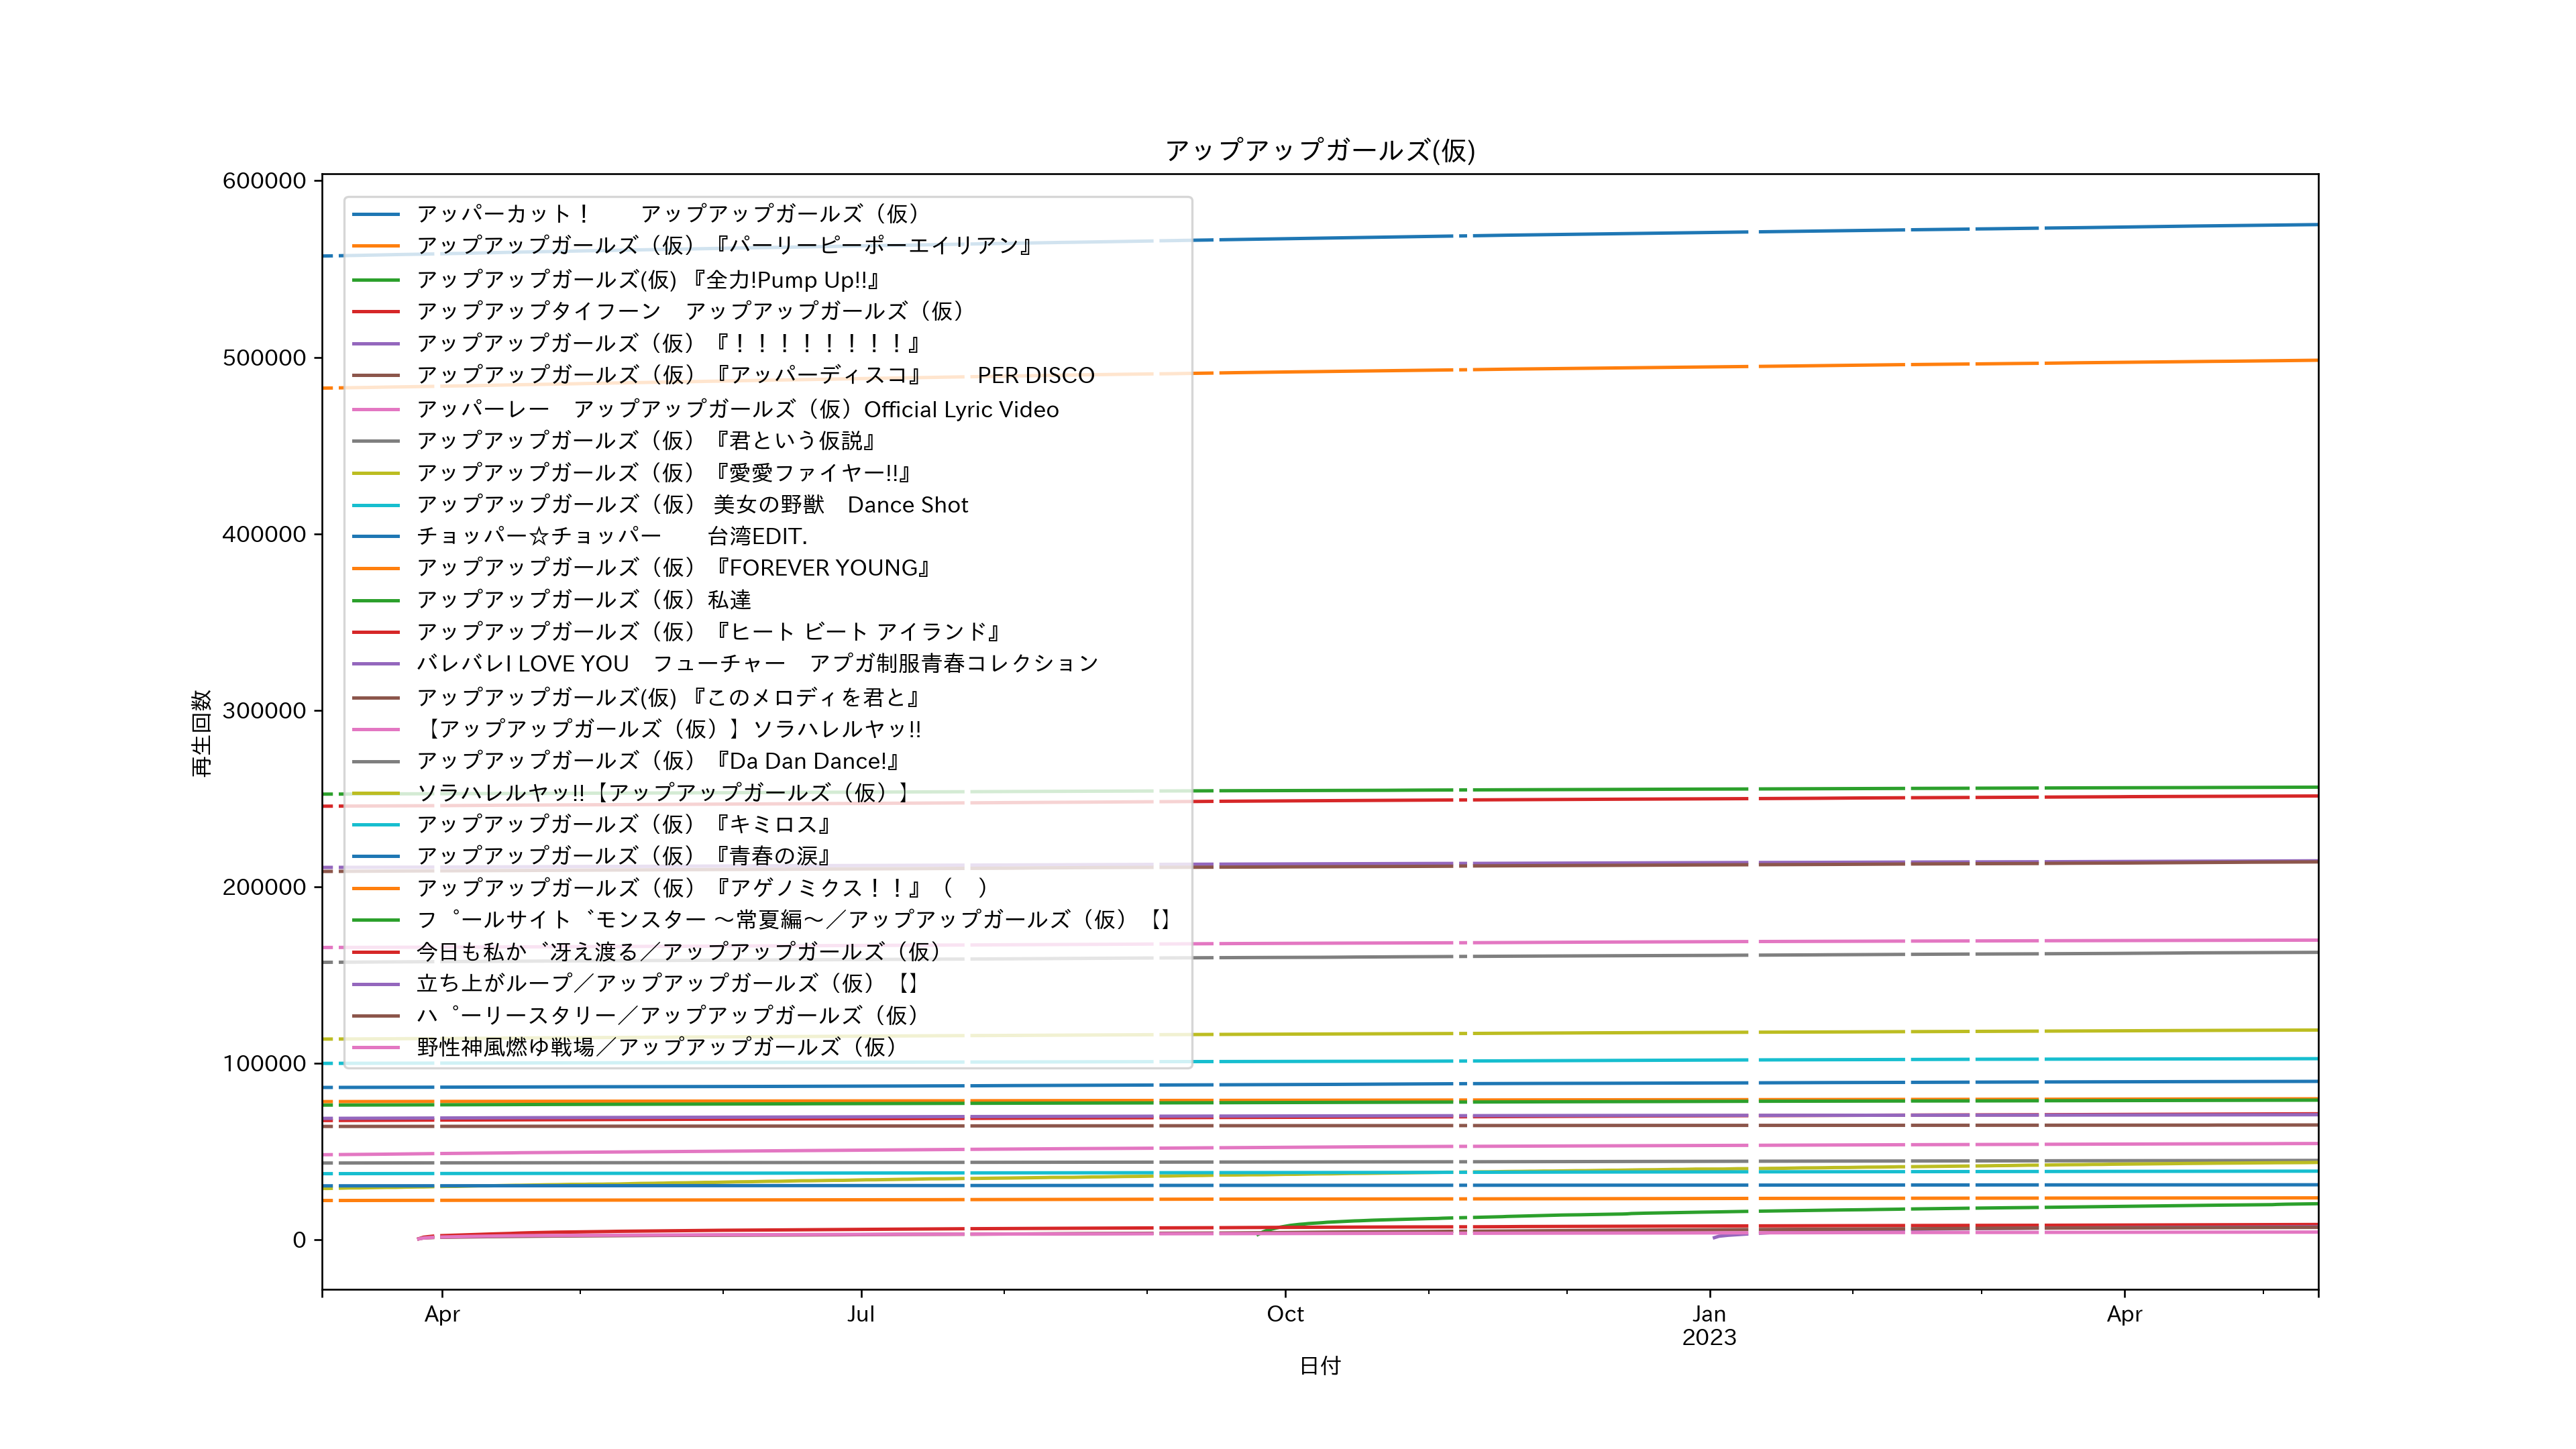 アップアップガールズ(仮)
600000
500000
400000
300000
200000
100000
0
再生回数
アッパーカット！　　アップアップガールズ（仮）
アップアップガールズ（仮）『パーリーピーポーエイリアン』
アップアップガールズ(仮) 『全力!Pump Up!!』
アップアップタイフーン　アップアップガールズ（仮）
アップアップガールズ（仮）『！！！！！！！！』
アップアップガールズ（仮）『アッパーディスコ』　　PER DISCO
アッパーレー　アップアップガールズ（仮）Official Lyric Video
アップアップガールズ（仮）『君という仮説』
アップアップガールズ（仮）『愛愛ファイヤー!!』
アップアップガールズ（仮） 美女の野獣　Dance Shot
チョッパー☆チョッパー　　台湾EDIT.
アップアップガールズ（仮）『FOREVER YOUNG』
アップアップガールズ（仮）私達
アップアップガールズ（仮）『ヒート ビート アイランド』
バレバレI LOVE YOU　フューチャー　アプガ制服青春コレクション
アップアップガールズ(仮) 『このメロディを君と』
【アップアップガールズ（仮）】ソラハレルヤッ!!
アップアップガールズ（仮）『Da Dan Dance!』
ソラハレルヤッ!!【アップアップガールズ（仮）】
アップアップガールズ（仮）『キミロス』
アップアップガールズ（仮）『青春の涙』
アップアップガールズ（仮）『アゲノミクス！！』（　）
フ゜ールサイト゛モンスター ～常夏編～／アップアップガールズ（仮）【】
今日も私か゛冴え渡る／アップアップガールズ（仮）
立ち上がループ／アップアップガールズ（仮）【】
ハ゜ーリースタリー／アップアップガールズ（仮）
野性神風燃ゆ戦場／アップアップガールズ（仮）
Apr
Jul
Oct
Jan
2023
Apr
日付